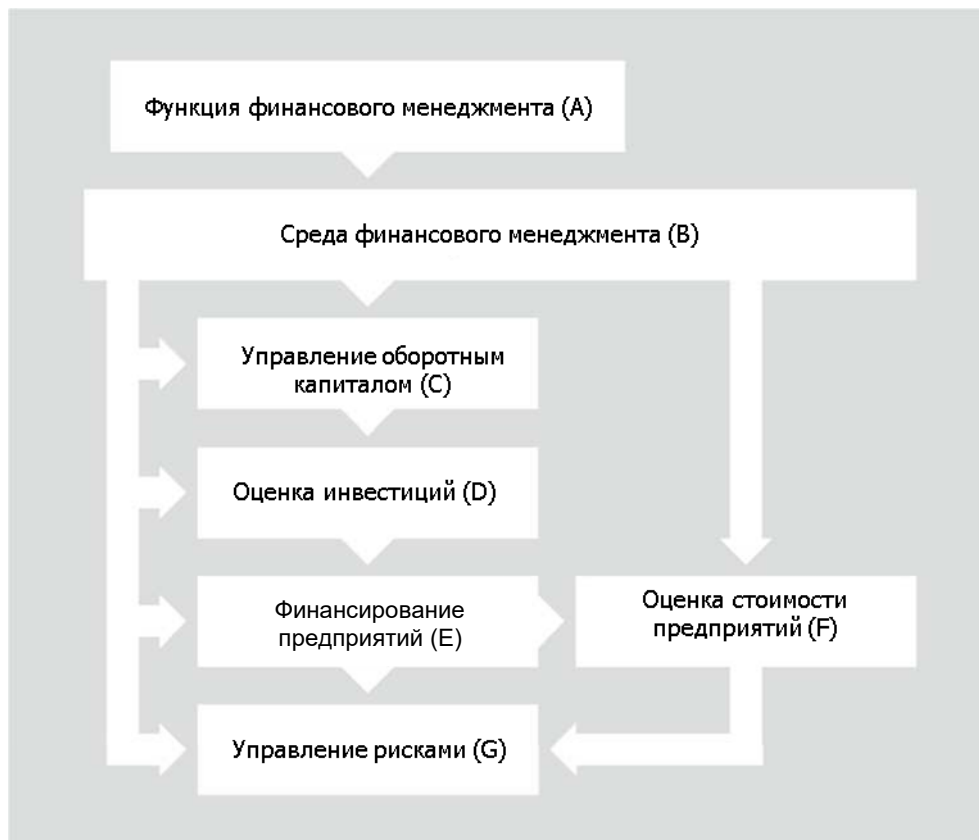 Функция финансового менеджмента (A)
Среда финансового менеджмента (B)
Управление оборотным
капиталом (C)
Оценка инвестиций (D)
Финансирование
предприятий (E)
Оценка стоимости
предприятий (F)
Управление рисками (G)